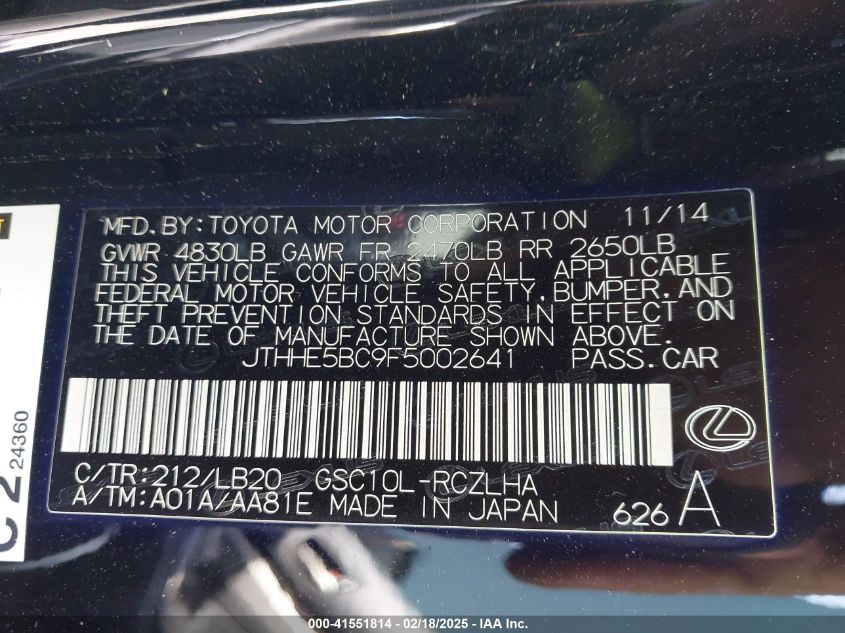 MFD.BY:TOYOTA MOTOR CORPORATION 11/14
GVWR 4830LB GAWR FR 2470LB RR 2650LB
THIS VEHICLE CONFORMS TO ALL APPLICABLE
FEDERAL MOTOR VEHICLE SAFETY,BUMPER,AND
THEFT PREVENTION STANDARDS IN EFFECT ON
THE DATE OF MANUFACTURE SHOWN ABOVE.
JTHHE5BC9F5002641 PASS.CAR
C/TR:212/LB20 GSC10L-RCZLHA
A/TM:A01A/AA81E MADE IN JAPAN 626 A
C 2 24360
000-41551814 - 02/18/2025 - IAA Inc.